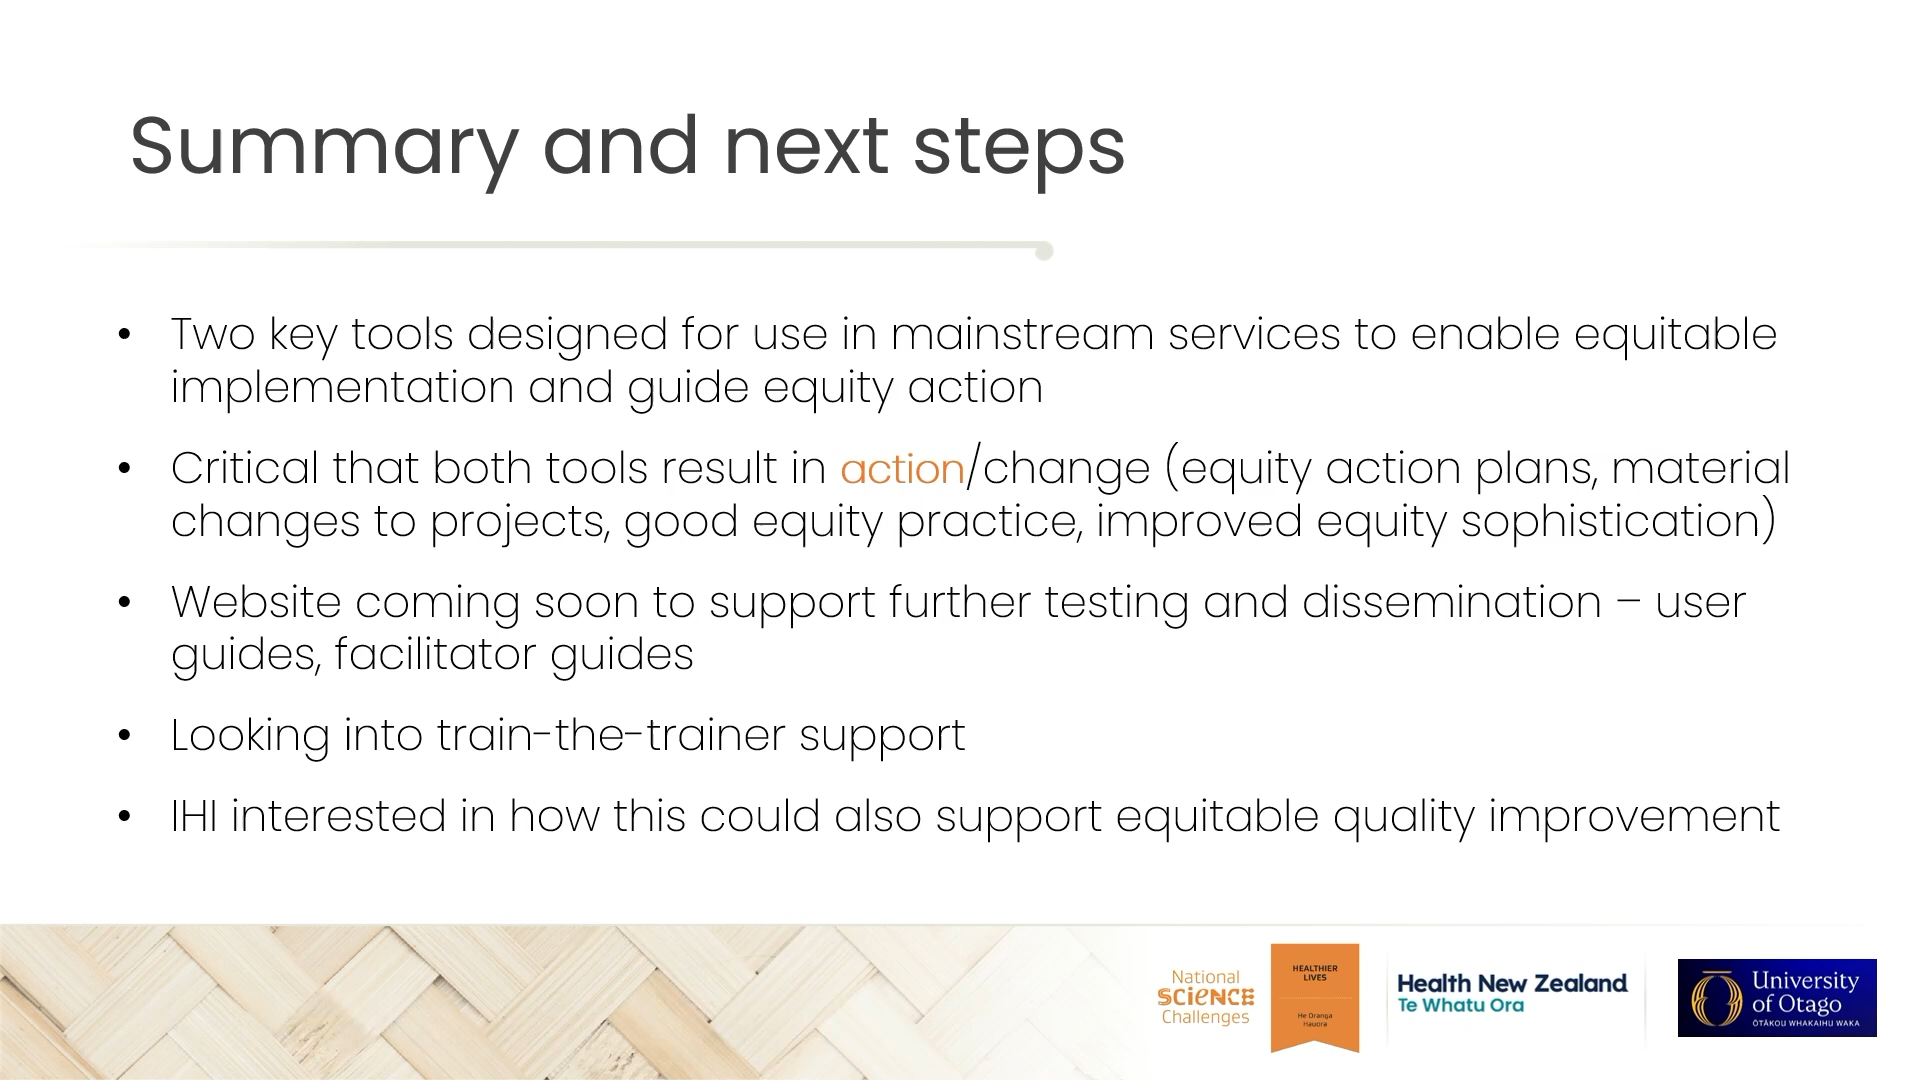 Summary and next steps
• Two key tools designed for use in mainstream services to enable equitable
implementation and guide equity action
• Critical that both tools result in action/change (equity action plans, material
changes to projects, good equity practice, improved equity sophistication)
• Website coming soon to support further testing and dissemination – user
guides, facilitator guides
• Looking into train-the-trainer support
• IHI interested in how this could also support equitable quality improvement
National
SCIENCE
Challenges
HEALTHIER
LIVES
He Oranga
Hauora
Health New Zealand
Te Whatu Ora
University
of Otago
ŌTĀKOU WHAKAIHU WAKA